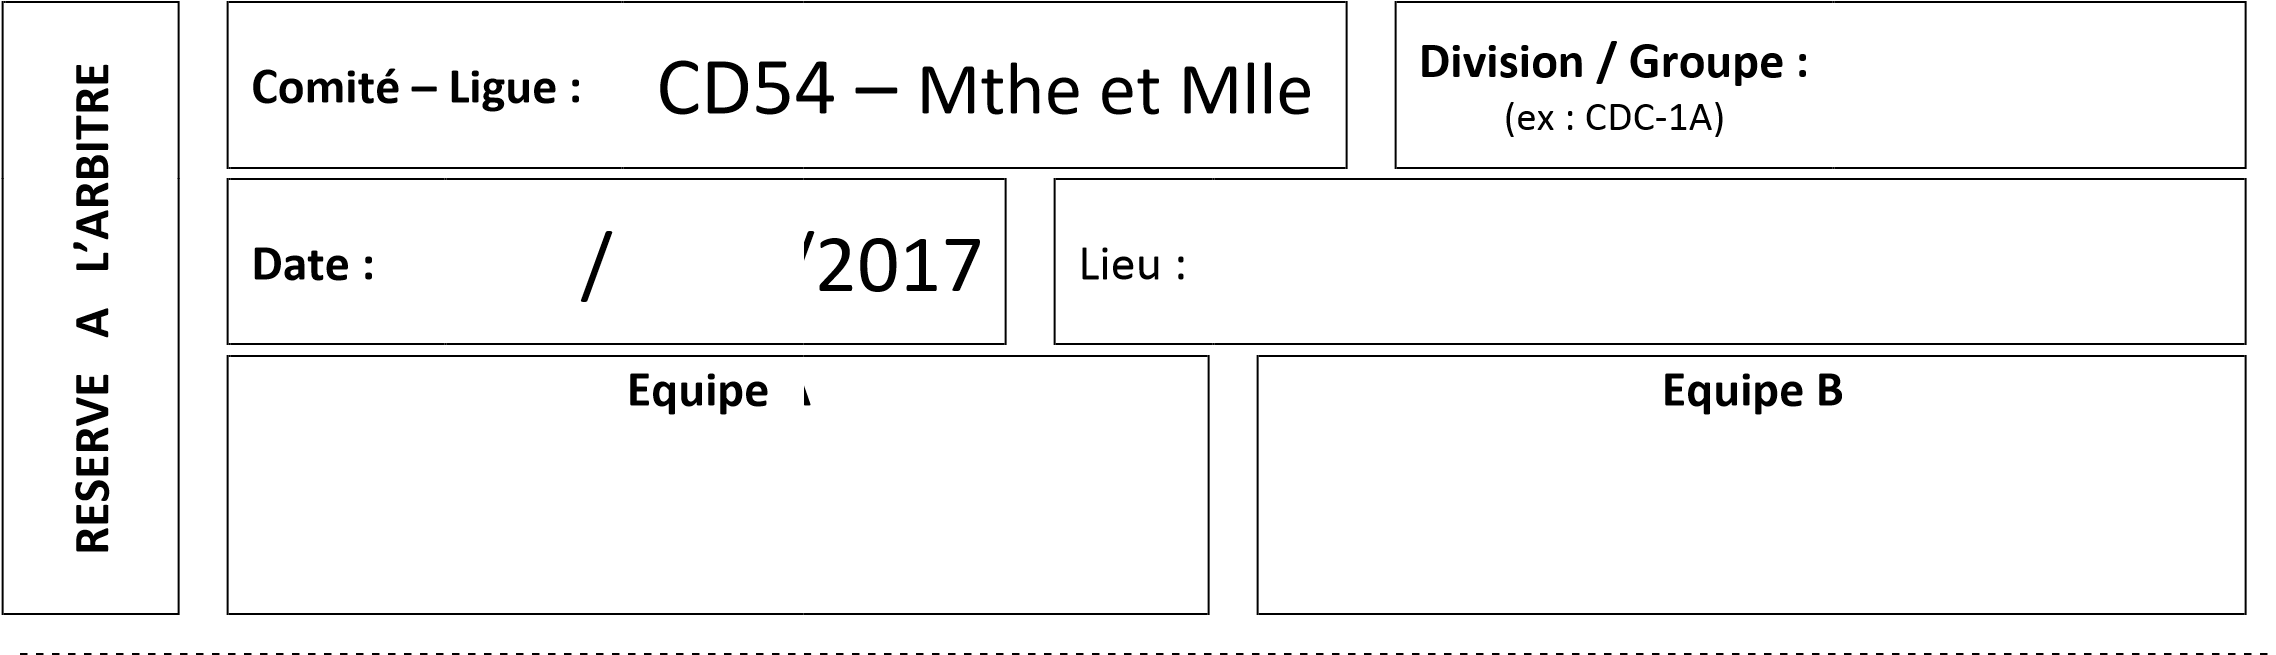 RESERVE A L’ARBITRE
Comité – Ligue : CD54 – Mthe et Mlle
Division / Groupe :
(ex : CDC-1A)
Date : / /2017
Lieu :
Equipe
Equipe B